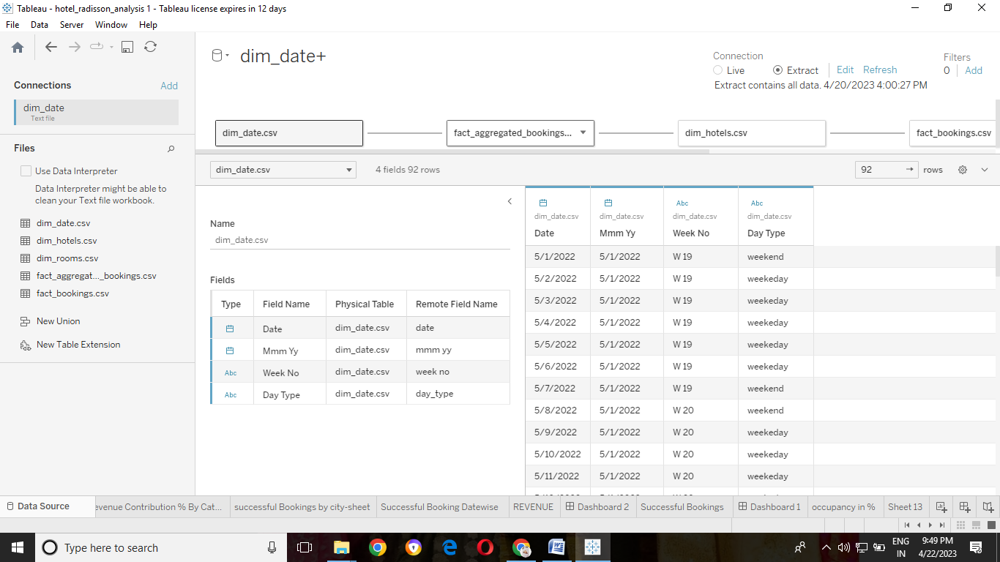 Tableau - hotel_radisson_analysis 1 - Tableau license expires in 12 days
File Data Server Window Help
Connections Add
dim_date
Text file
Files
Use Data Interpreter
Data Interpreter might be able to
clean your Text file workbook.
dim_date.csv
dim_hotels.csv
dim_rooms.csv
fact_aggregat..._bookings.csv
fact_bookings.csv
New Union
New Table Extension
dim_date+
Connection
Live Extract Edit Refresh
Extract contains all data. 4/20/2023 4:00:27 PM
Filters
0 Add
dim_date.csv fact_aggregated_bookings... dim_hotels.csv fact_bookings.csv
dim_date.csv 4 fields 92 rows 92 rows
Name
dim_date.csv
Fields
Type Field Name Physical Table Remote Field Name
Date dim_date.csv date
Mmm Yy dim_date.csv mmm yy
Abc Week No dim_date.csv week no
Abc Day Type dim_date.csv day_type
Abc Abc
dim_date.csv dim_date.csv dim_date.csv dim_date.csv
Date Mmm Yy Week No Day Type
5/1/2022 5/1/2022 W 19 weekend
5/2/2022 5/1/2022 W 19 weekeday
5/3/2022 5/1/2022 W 19 weekeday
5/4/2022 5/1/2022 W 19 weekeday
5/5/2022 5/1/2022 W 19 weekeday
5/6/2022 5/1/2022 W 19 weekeday
5/7/2022 5/1/2022 W 19 weekend
5/8/2022 5/1/2022 W 20 weekend
5/9/2022 5/1/2022 W 20 weekeday
5/10/2022 5/1/2022 W 20 weekeday
5/11/2022 5/1/2022 W 20 weekeday
Data Source evenue Contribution % By Cat... successful Bookings by city-sheet Successful Booking Datewise REVENUE Dashboard 2 Successful Bookings Dashboard 1 occupancy in % Sheet 13
Type here to search
ENG
IN
9:49 PM
4/22/2023